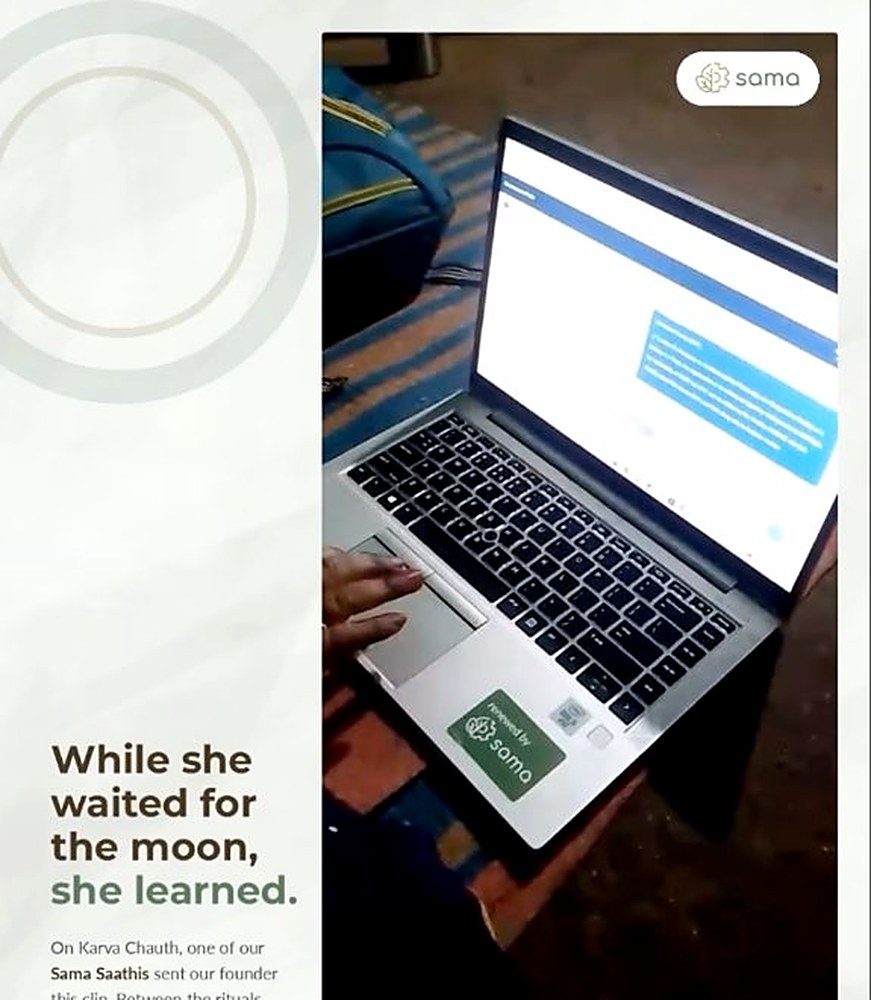 sama
renewed by
sama
While she
waited for
the moon,
she learned.
On Karva Chauth, one of our
Sama Saathis sent our founder
this clip. Between the rituals